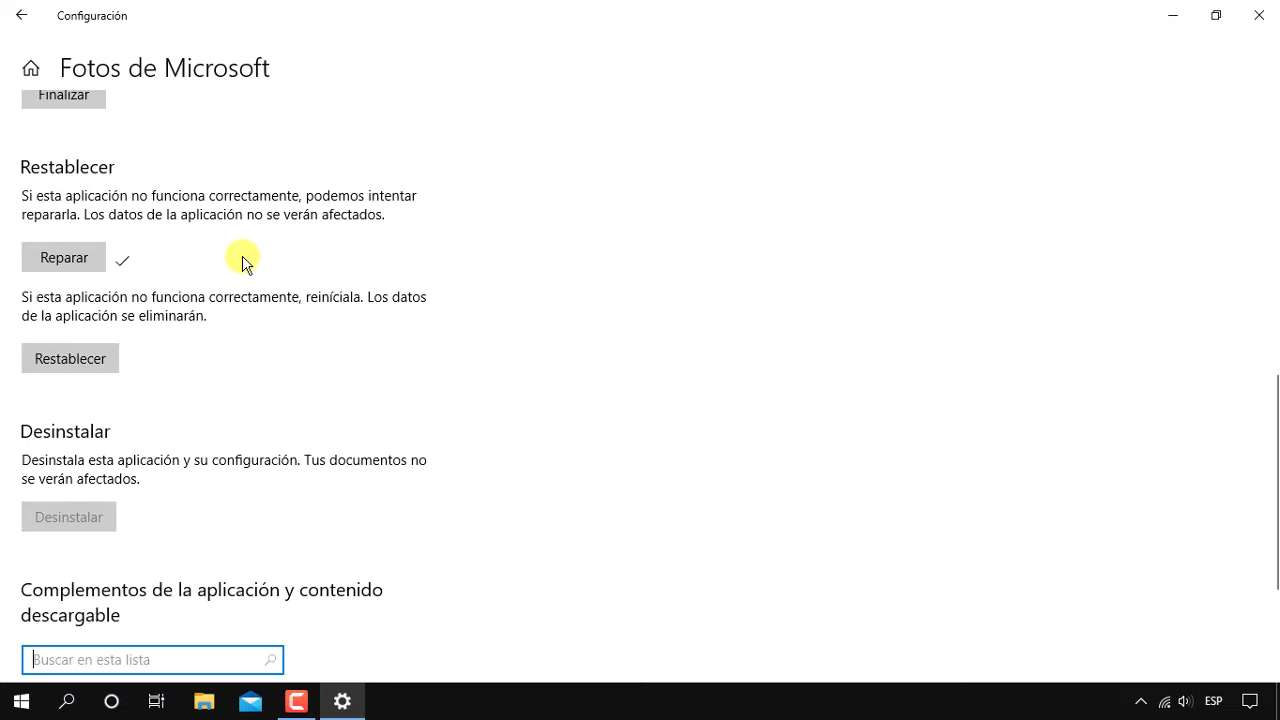 Configuración
Fotos de Microsoft
Finalizar
Restablecer
Si esta aplicación no funciona correctamente, podemos intentar
repararla. Los datos de la aplicación no se verán afectados.
Reparar
Si esta aplicación no funciona correctamente, reiníciala. Los datos
de la aplicación se eliminarán.
Restablecer
Desinstalar
Desinstala esta aplicación y su configuración. Tus documentos no
se verán afectados.
Desinstalar
Complementos de la aplicación y contenido
descargable
Buscar en esta lista
ESP